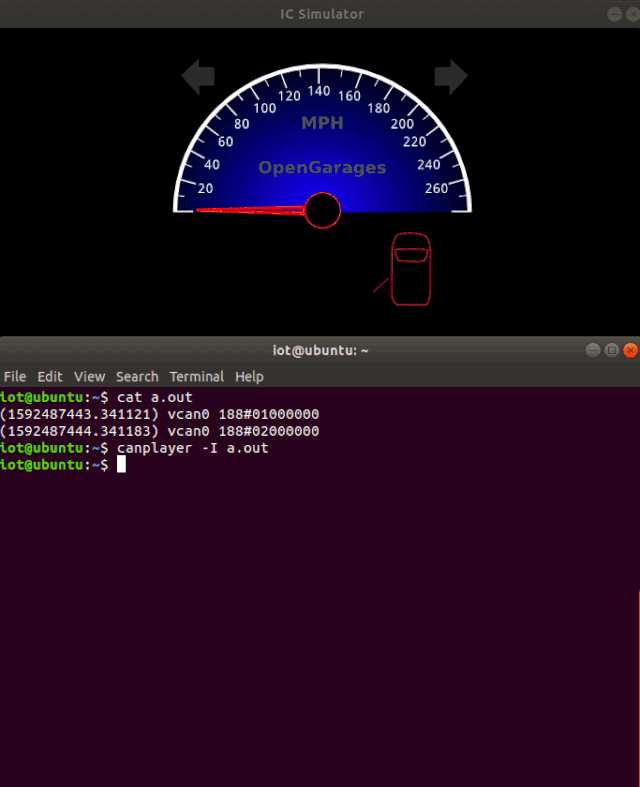 IC Simulator
20 40 60 80 100 120 140 160 180 200 220 240 260
MPH
OpenGarages
iot@ubuntu: ~
File Edit View Search Terminal Help
iot@ubuntu:~$ cat a.out
(1592487443.341121) vcan0 188#01000000
(1592487444.341183) vcan0 188#02000000
iot@ubuntu:~$ canplayer -I a.out
iot@ubuntu:~$